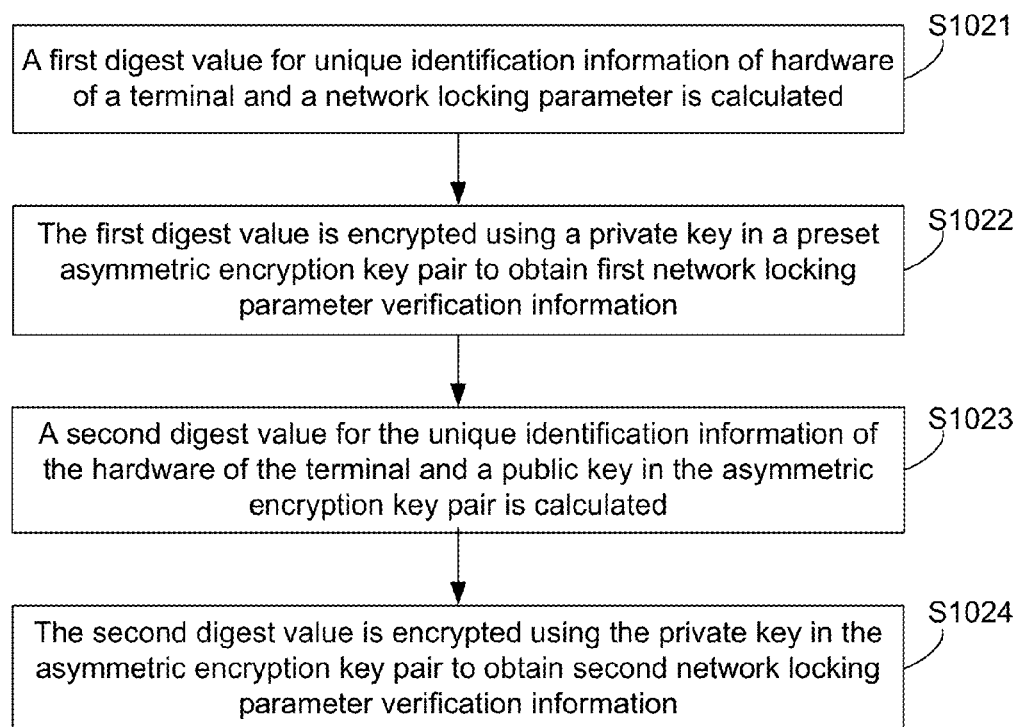 S1021
A first digest value for unique identification information of hardware
of a terminal and a network locking parameter is calculated
S1022
The first digest value is encrypted using a private key in a preset
asymmetric encryption key pair to obtain first network locking
parameter verification information
S1023
A second digest value for the unique identification information of
the hardware of the terminal and a public key in the asymmetric
encryption key pair is calculated
S1024
The second digest value is encrypted using the private key in the
asymmetric encryption key pair to obtain second network locking
parameter verification information